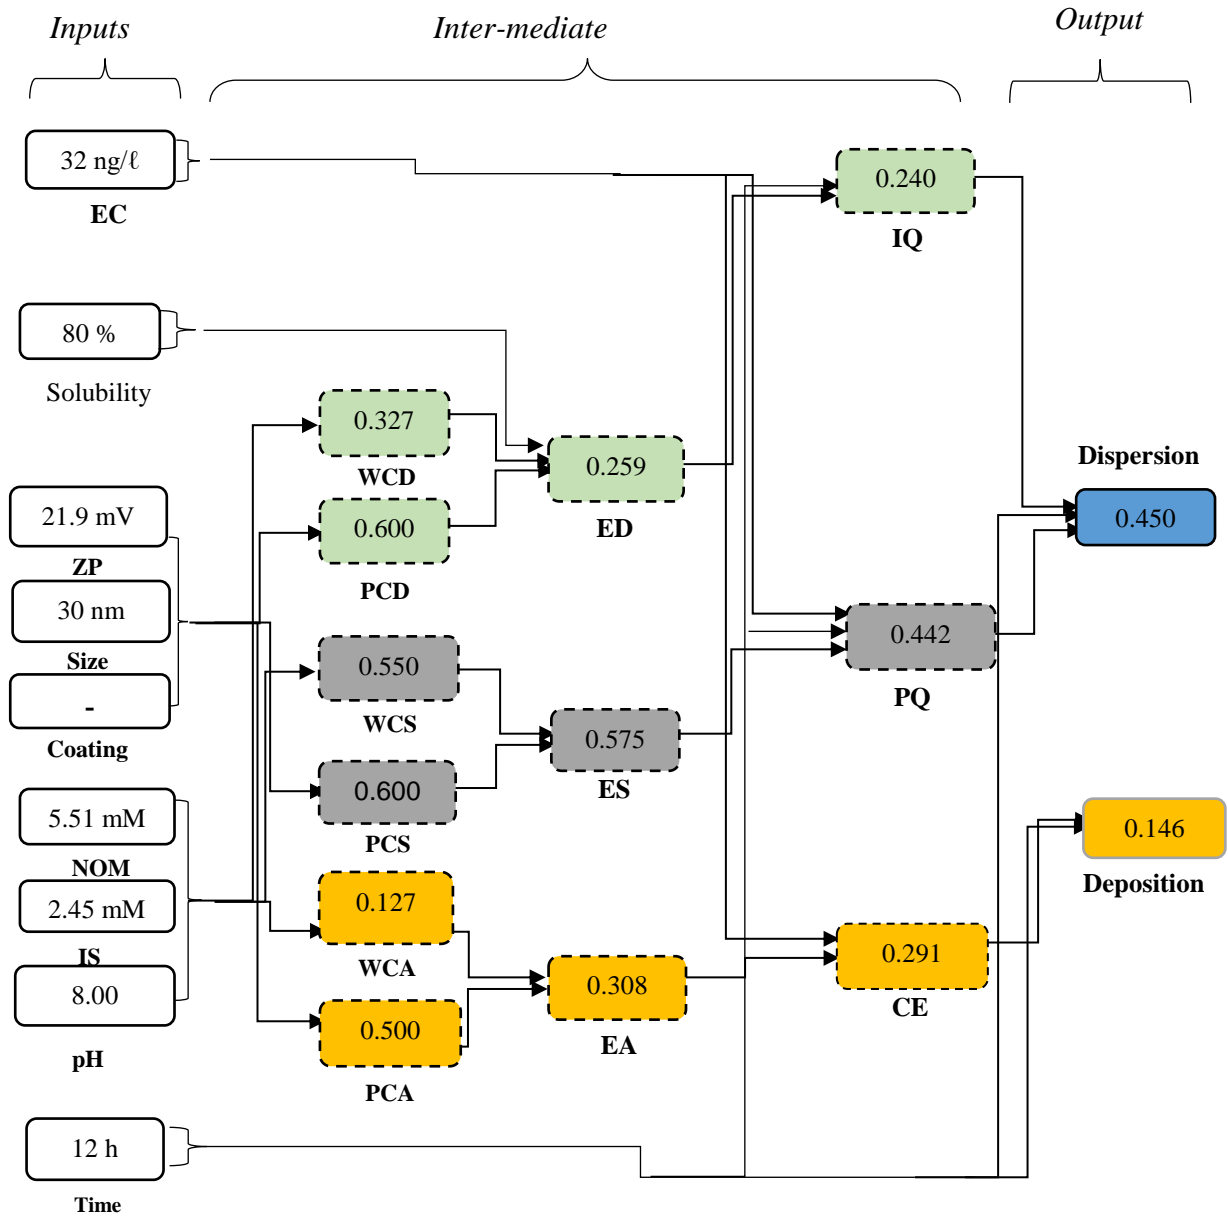 Inputs
Inter-mediate
Output
32 ng/ℓ
EC
80 %
Solubility
21.9 mV
ZP
30 nm
Size
-
Coating
5.51 mM
NOM
2.45 mM
IS
8.00
pH
12 h
Time
0.327
WCD
0.600
PCD
0.550
WCS
0.600
PCS
0.127
WCA
0.500
PCA
0.259
ED
0.575
ES
0.308
EA
0.240
IQ
0.442
PQ
0.291
CE
Dispersion
0.450
0.146
Deposition